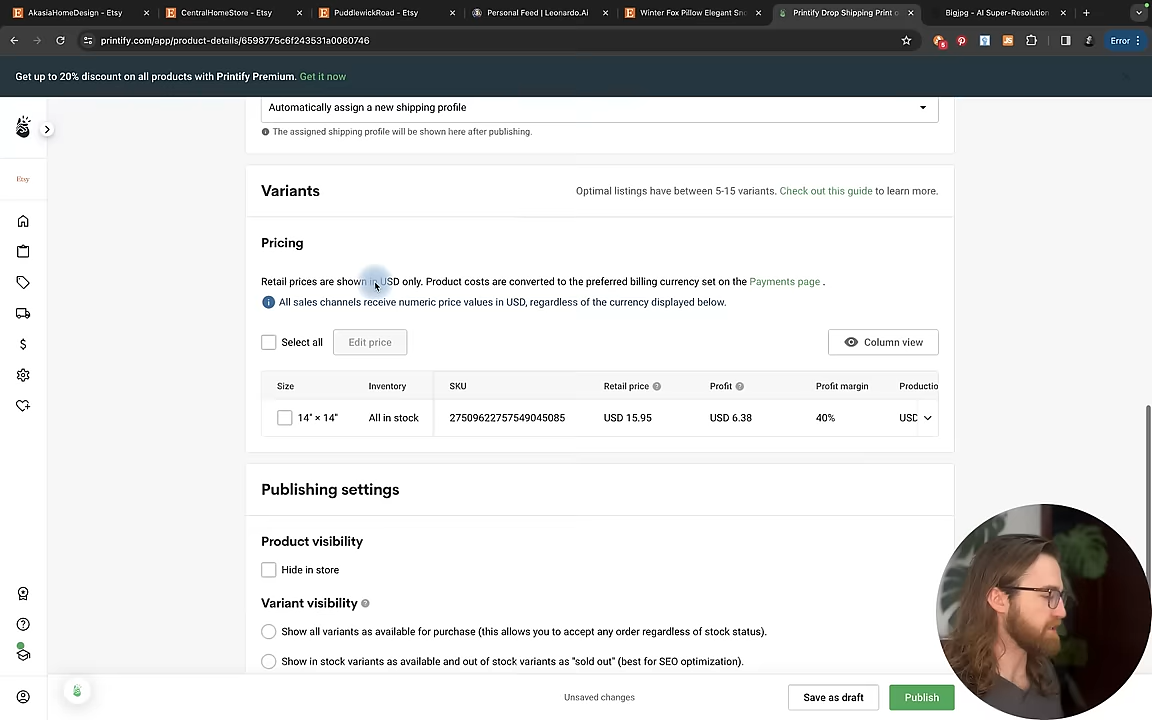 AkasiaHomeDesign - Etsy
CentralHomeStore - Etsy
PuddlewickRoad - Etsy
Personal Feed | Leonardo.Ai
Winter Fox Pillow Elegant Sno
Printify Drop Shipping Print o
Bigjpg - AI Super-Resolution
printify.com/app/product-details/6598775c6f243531a0060746
6
JS
Error
Get up to 20% discount on all products with Printify Premium. Get it now
Automatically assign a new shipping profile
The assigned shipping profile will be shown here after publishing.
Etsy
Variants
Optimal listings have between 5-15 variants. Check out this guide to learn more.
Pricing
Retail prices are shown in USD only. Product costs are converted to the preferred billing currency set on the Payments page .
All sales channels receive numeric price values in USD, regardless of the currency displayed below.
Select all
Edit price
Column view
Size Inventory SKU Retail price Profit Profit margin Productio
14" × 14" All in stock 27509622757549045085 USD 15.95 USD 6.38 40% USD
Publishing settings
Product visibility
Hide in store
Variant visibility
Show all variants as available for purchase (this allows you to accept any order regardless of stock status).
Show in stock variants as available and out of stock variants as "sold out" (best for SEO optimization).
Unsaved changes
Save as draft
Publish